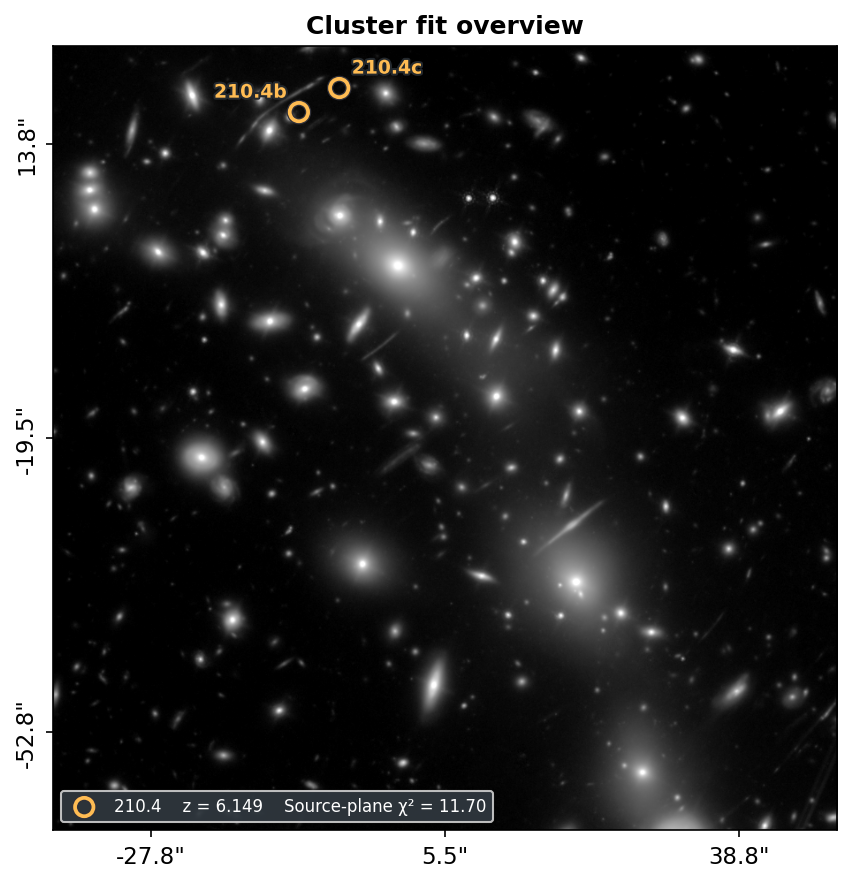 Cluster fit overview
210.4c
210.4b
13.8"
-19.5"
-52.8"
210.4 z = 6.149 Source-plane χ² = 11.70
-27.8" 5.5" 38.8"